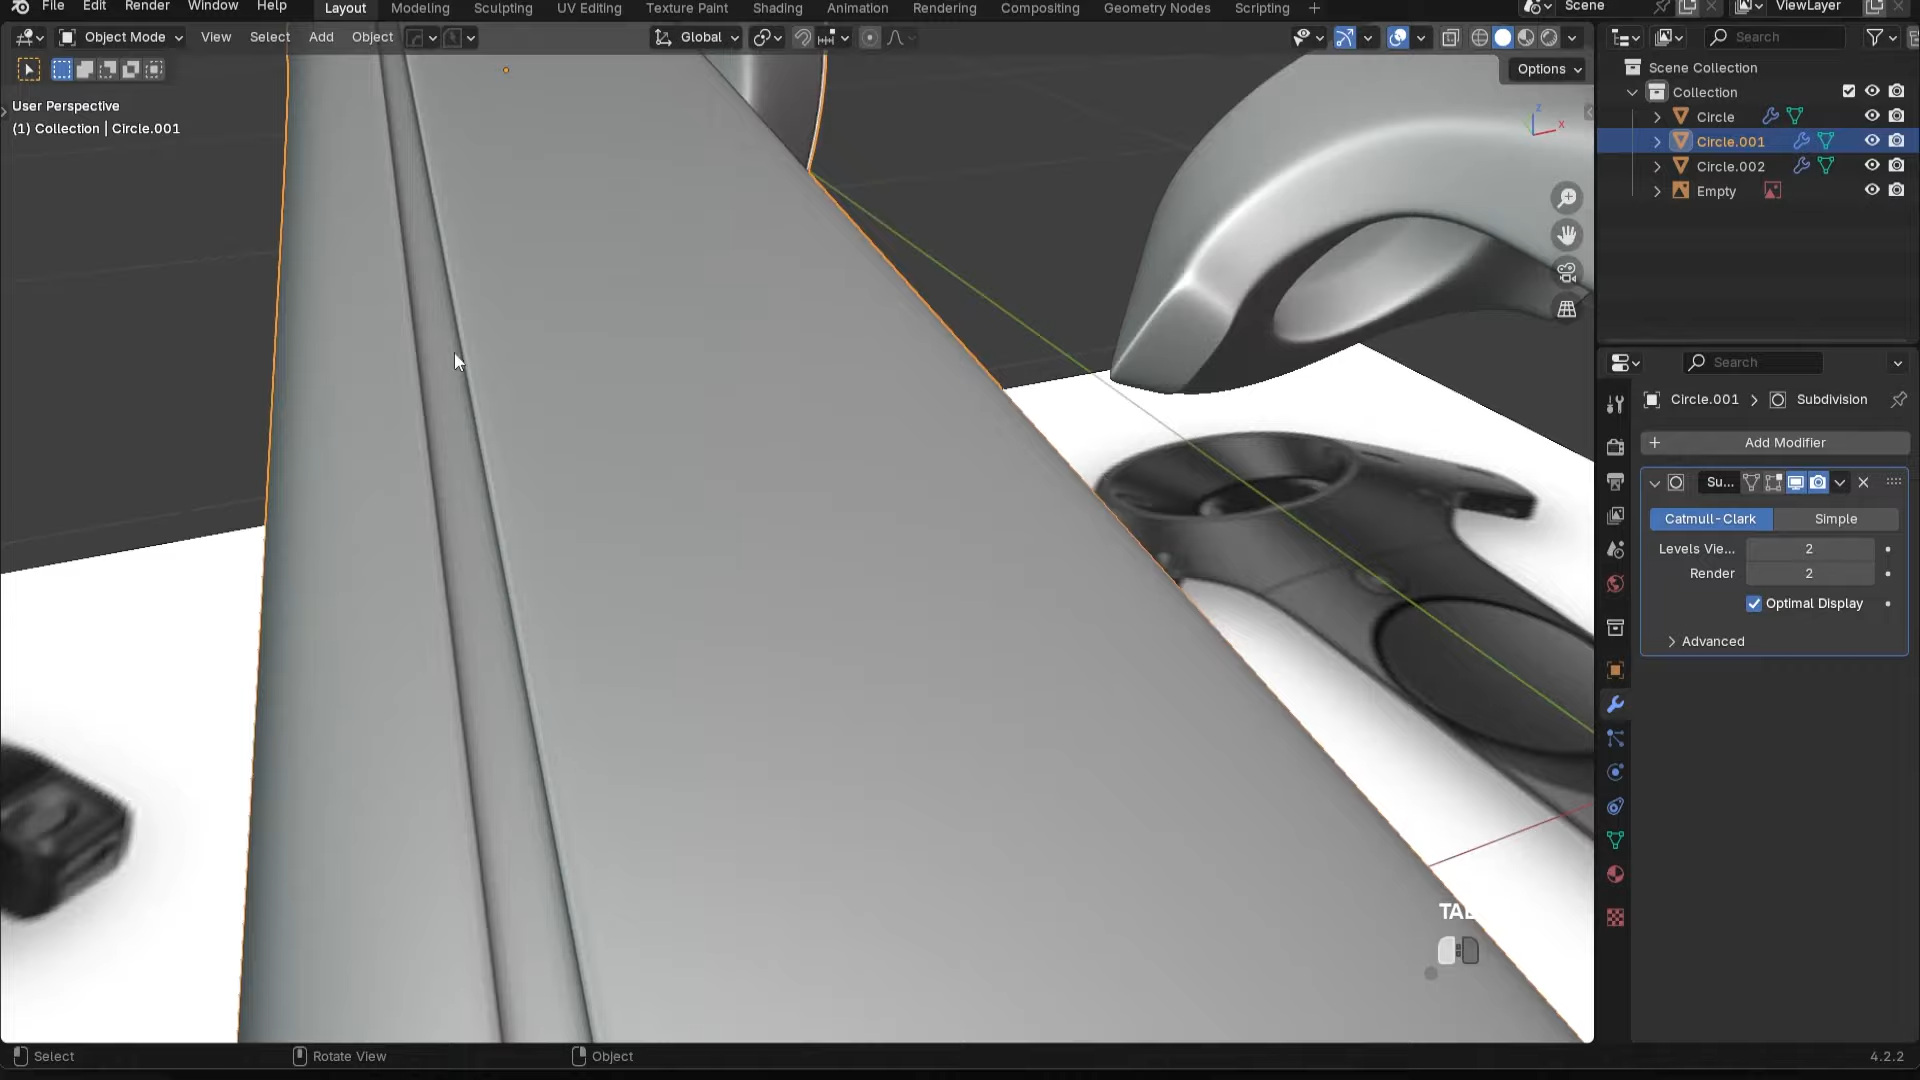 File Edit Render Window Help Layout Modeling Sculpting UV Editing Texture Paint Shading Animation Rendering Compositing Geometry Nodes Scripting + Scene ViewLayer
Object Mode View Select Add Object Global Search
Options
User Perspective
(1) Collection | Circle.001
Z
X
Scene Collection
Collection
Circle
Circle.001
Circle.002
Empty
Search
Circle.001 > Subdivision
+ Add Modifier
Su...
Catmull-Clark Simple
Levels Vie... 2
Render 2
Optimal Display
Advanced
Select Rotate View Object 4.2.2